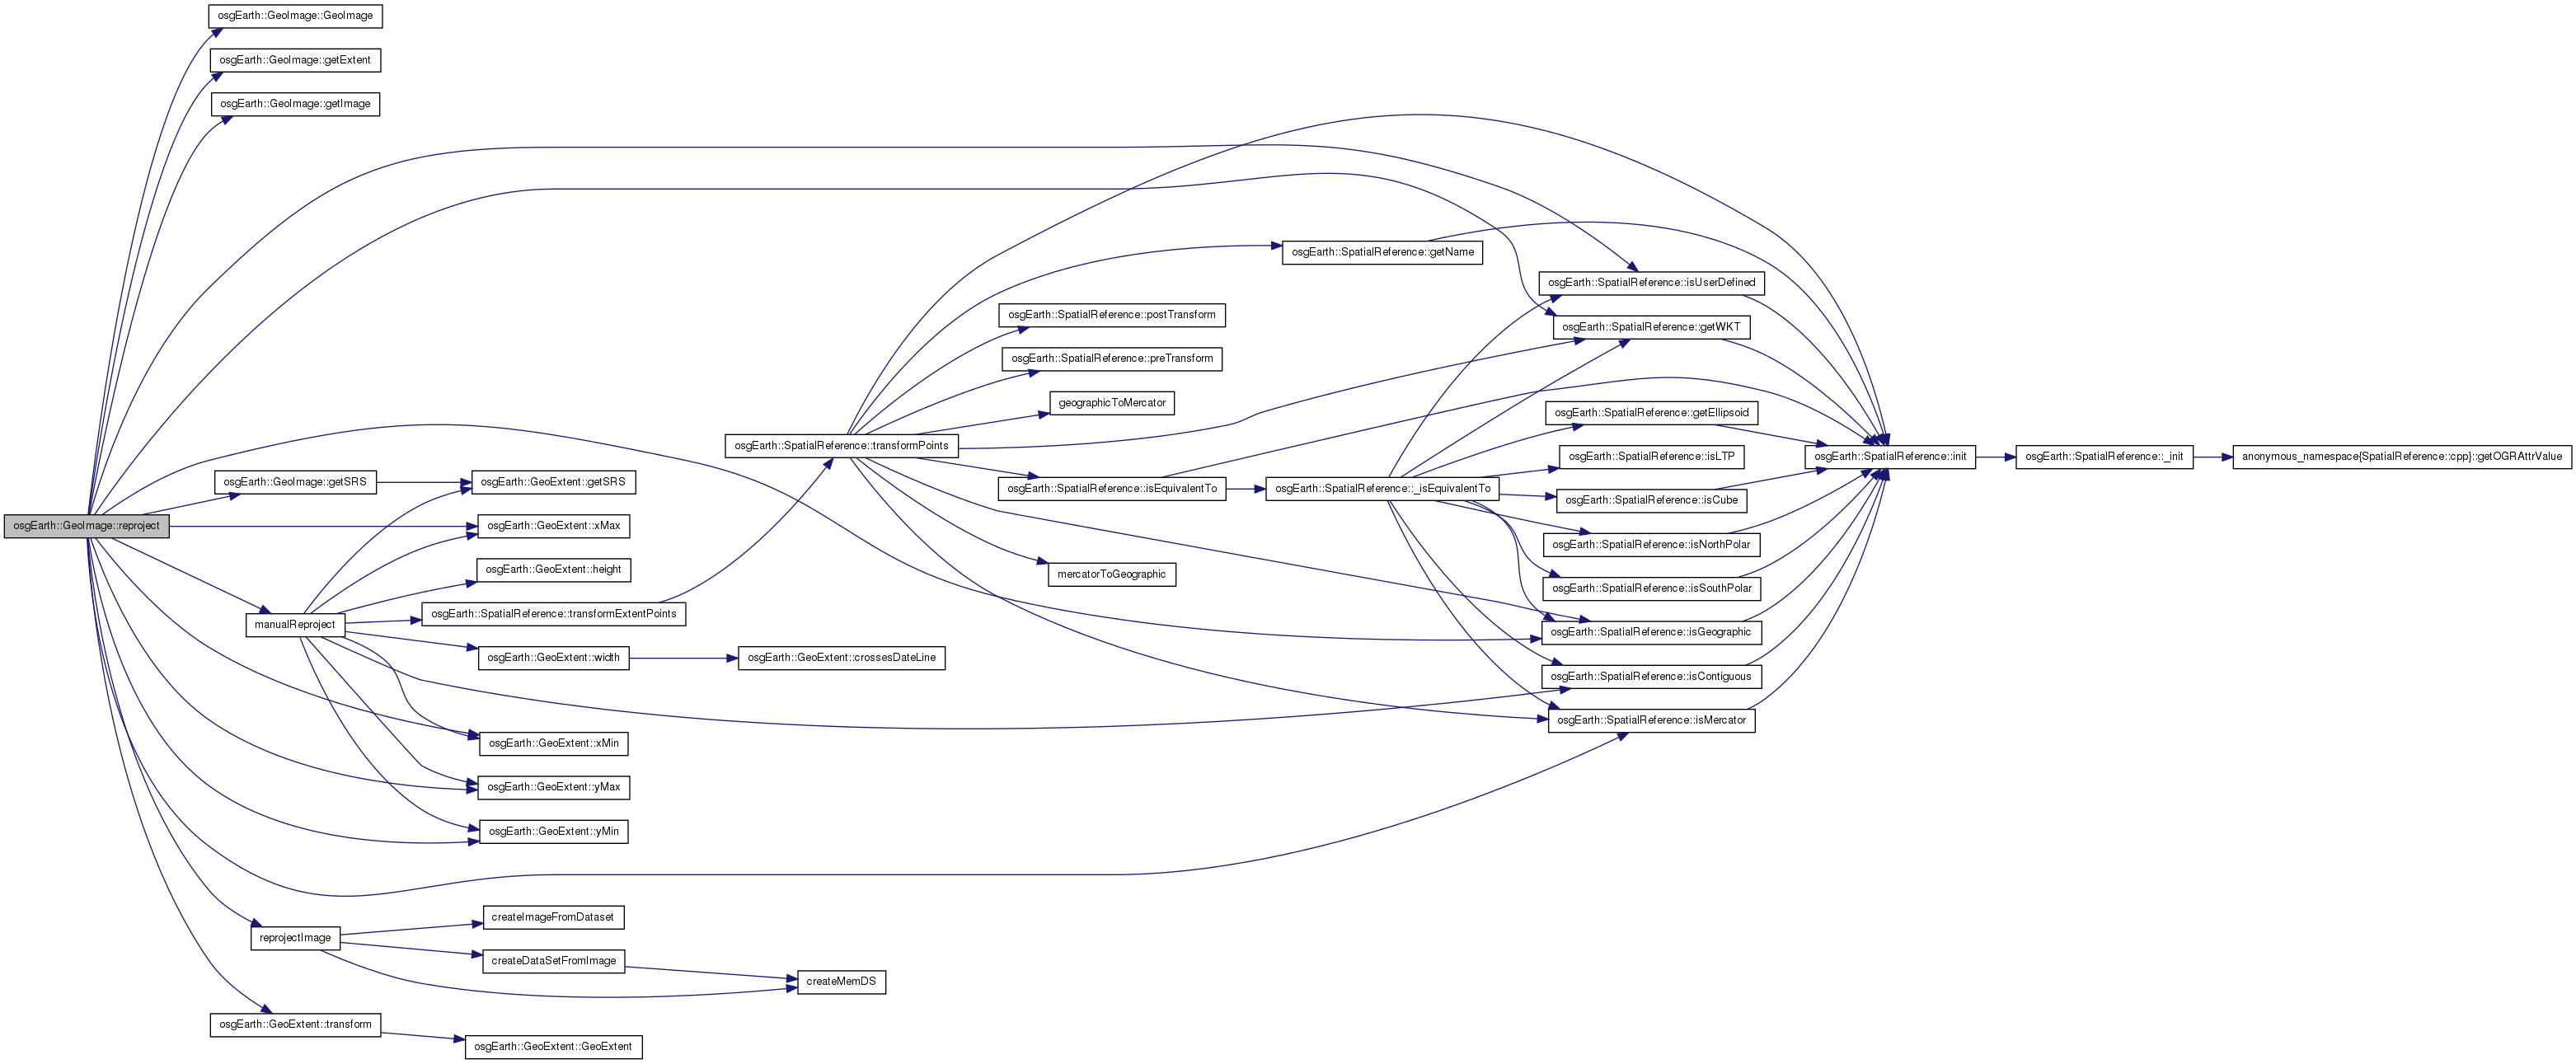 osgEarth::GeoImage::GeoImage
osgEarth::GeoImage::getExtent
osgEarth::GeoImage::getImage
osgEarth::SpatialReference::getName
osgEarth::SpatialReference::isUserDefined
osgEarth::SpatialReference::postTransform
osgEarth::SpatialReference::getWKT
osgEarth::SpatialReference::preTransform
geographicToMercator
osgEarth::SpatialReference::getEllipsoid
osgEarth::SpatialReference::transformPoints
osgEarth::SpatialReference::isLTP
osgEarth::SpatialReference::init
osgEarth::SpatialReference::_init
anonymous_namespace{SpatialReference::cpp}::getOGRAttrValue
osgEarth::GeoImage::getSRS
osgEarth::GeoExtent::getSRS
osgEarth::SpatialReference::isEquivalentTo
osgEarth::SpatialReference::_isEquivalentTo
osgEarth::SpatialReference::isCube
osgEarth::GeoImage::reproject
osgEarth::GeoExtent::xMax
osgEarth::SpatialReference::isNorthPolar
osgEarth::GeoExtent::height
mercatorToGeographic
osgEarth::SpatialReference::isSouthPolar
osgEarth::SpatialReference::transformExtentPoints
manualReproject
osgEarth::SpatialReference::isGeographic
osgEarth::GeoExtent::width
osgEarth::GeoExtent::crossesDateLine
osgEarth::SpatialReference::isContiguous
osgEarth::SpatialReference::isMercator
osgEarth::GeoExtent::xMin
osgEarth::GeoExtent::yMax
osgEarth::GeoExtent::yMin
createImageFromDataset
reprojectImage
createDataSetFromImage
createMemDS
osgEarth::GeoExtent::transform
osgEarth::GeoExtent::GeoExtent